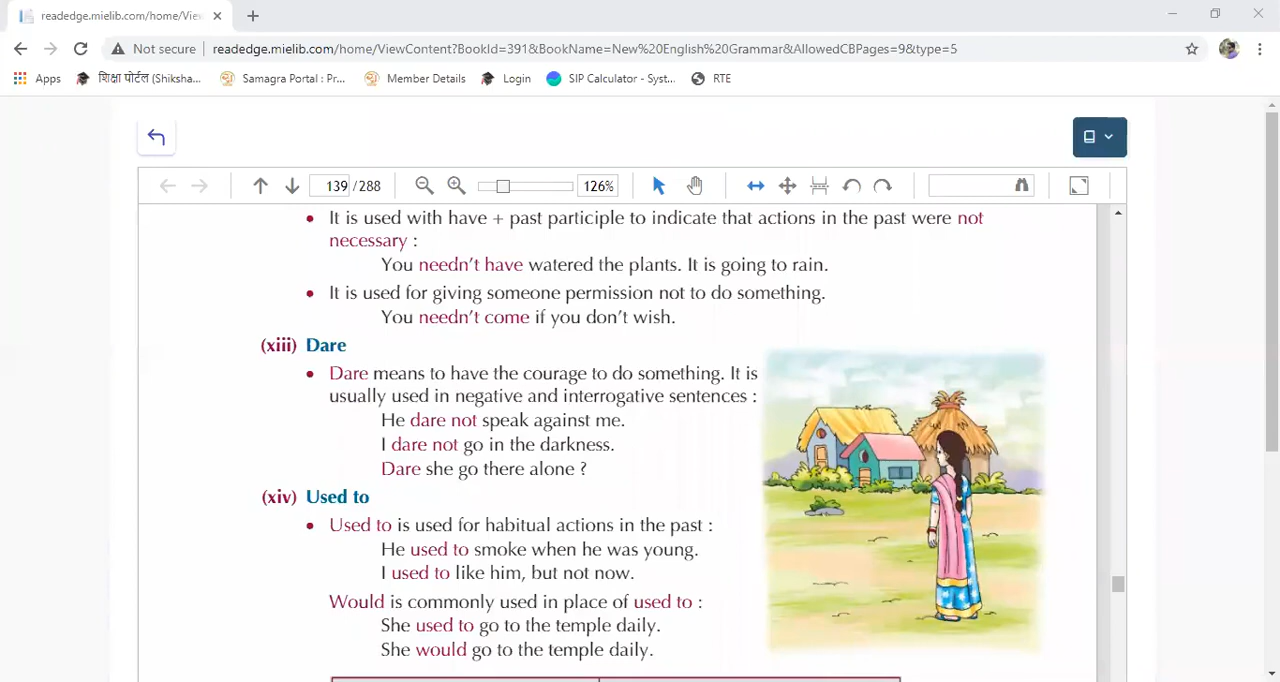 readedge.mielib.com/home/Vie
Not secure
readedge.mielib.com/home/ViewContent?BookId=391&BookName=New%20English%20Grammar&AllowedCBPages=9&type=5
Apps
शिक्षा पोर्टल (Shiksha...
Samagra Portal : Pr...
Member Details
Login
SIP Calculator - Syst...
RTE
139 /288
126%
• It is used with have + past participle to indicate that actions in the past were not
necessary :
You needn't have watered the plants. It is going to rain.
• It is used for giving someone permission not to do something.
You needn't come if you don't wish.
(xiii) Dare
• Dare means to have the courage to do something. It is
usually used in negative and interrogative sentences :
He dare not speak against me.
I dare not go in the darkness.
Dare she go there alone ?
(xiv) Used to
• Used to is used for habitual actions in the past :
He used to smoke when he was young.
I used to like him, but not now.
Would is commonly used in place of used to :
She used to go to the temple daily.
She would go to the temple daily.